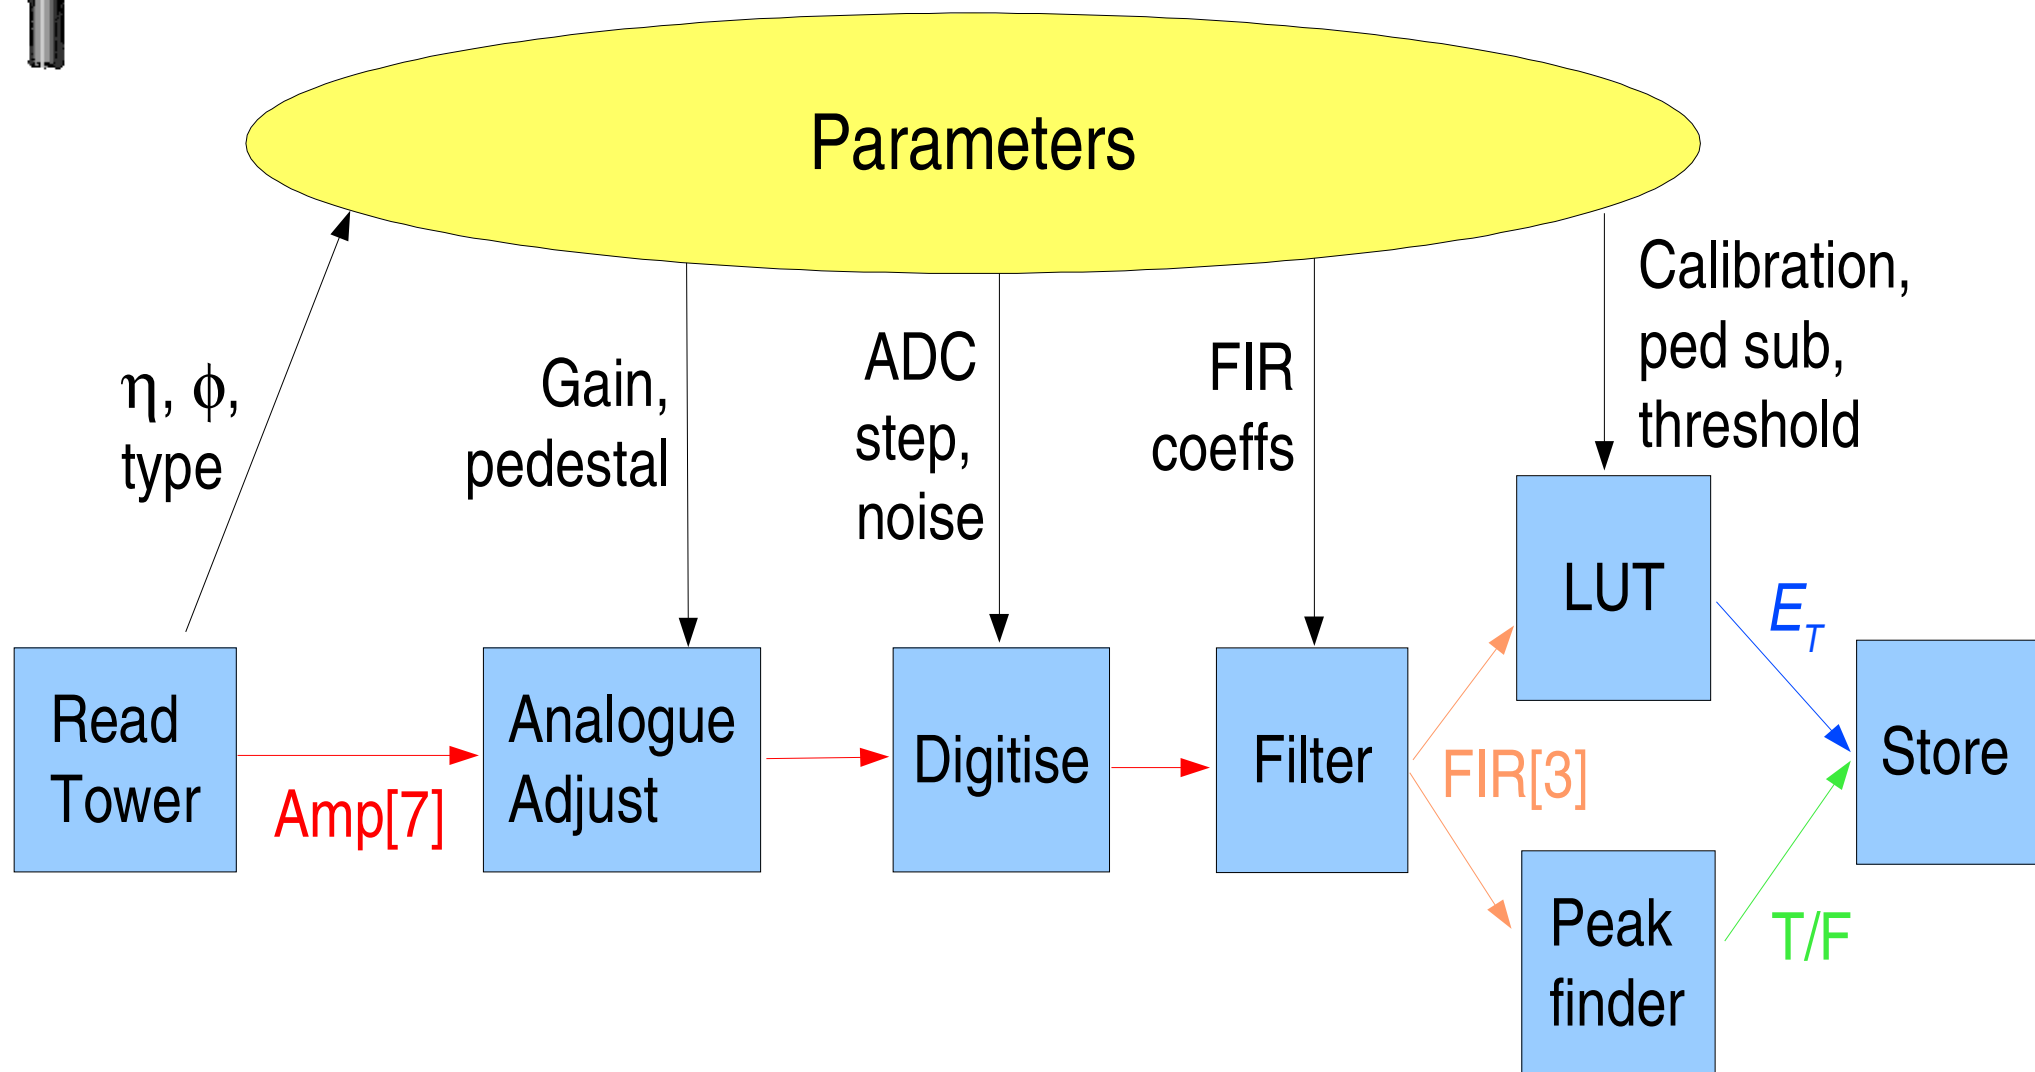 Parameters
η, ϕ,
type
Gain,
pedestal
ADC
step,
noise
FIR
coeffs
Calibration,
ped sub,
threshold
Read
Tower
Amp[7]
Analogue
Adjust
Digitise
Filter
FIR[3]
LUT
E_T
Peak
finder
T/F
Store